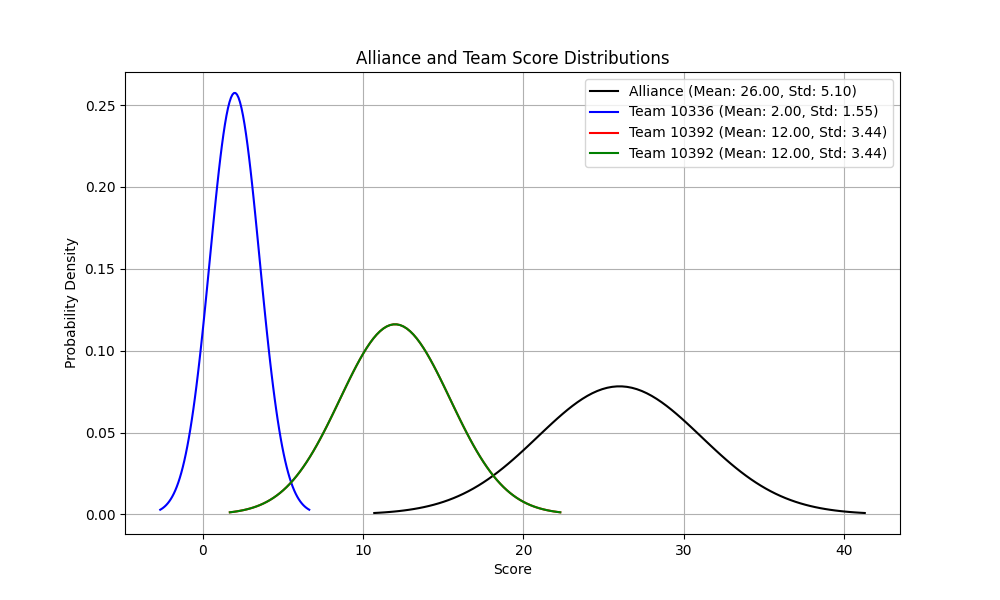 Alliance and Team Score Distributions
Alliance (Mean: 26.00, Std: 5.10)
Team 10336 (Mean: 2.00, Std: 1.55)
Team 10392 (Mean: 12.00, Std: 3.44)
Team 10392 (Mean: 12.00, Std: 3.44)
Probability Density
0.25
0.20
0.15
0.10
0.05
0.00
0 10 20 30 40
Score